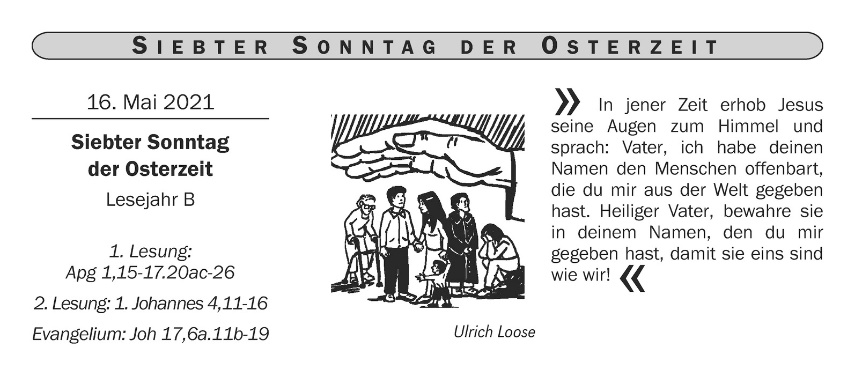 SIEBTER SONNTAG DER OSTERZEIT
16. Mai 2021
Siebter Sonntag
der Osterzeit
Lesejahr B
1. Lesung:
Apg 1,15-17.20ac-26
2. Lesung: 1. Johannes 4,11-16
Evangelium: Joh 17,6a.11b-19
Ulrich Loose
» In jener Zeit erhob Jesus
seine Augen zum Himmel und
sprach: Vater, ich habe deinen
Namen den Menschen offenbart,
die du mir aus der Welt gegeben
hast. Heiliger Vater, bewahre sie
in deinem Namen, den du mir
gegeben hast, damit sie eins sind
wie wir! «